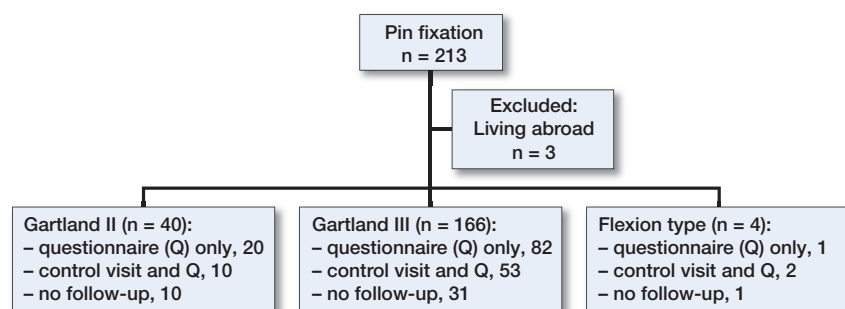 Pin fixation
n = 213
Excluded:
Living abroad
n = 3
Gartland II (n = 40):
– questionnaire (Q) only, 20
– control visit and Q, 10
– no follow-up, 10
Gartland III (n = 166):
– questionnaire (Q) only, 82
– control visit and Q, 53
– no follow-up, 31
Flexion type (n = 4):
– questionnaire (Q) only, 1
– control visit and Q, 2
– no follow-up, 1